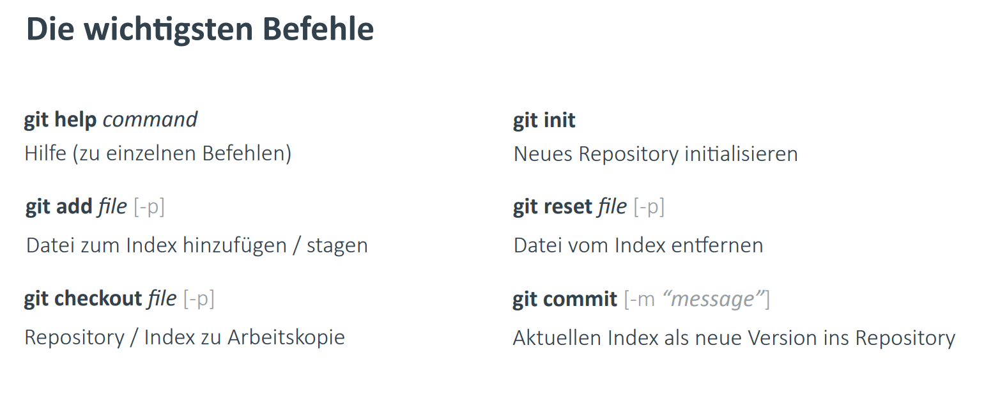 Die wichtigsten Befehle
git help command
Hilfe (zu einzelnen Befehlen)
git add file [-p]
Datei zum Index hinzufügen / stagen
git checkout file [-p]
Repository / Index zu Arbeitskopie
git init
Neues Repository initialisieren
git reset file [-p]
Datei vom Index entfernen
git commit [-m “message”]
Aktuellen Index als neue Version ins Repository